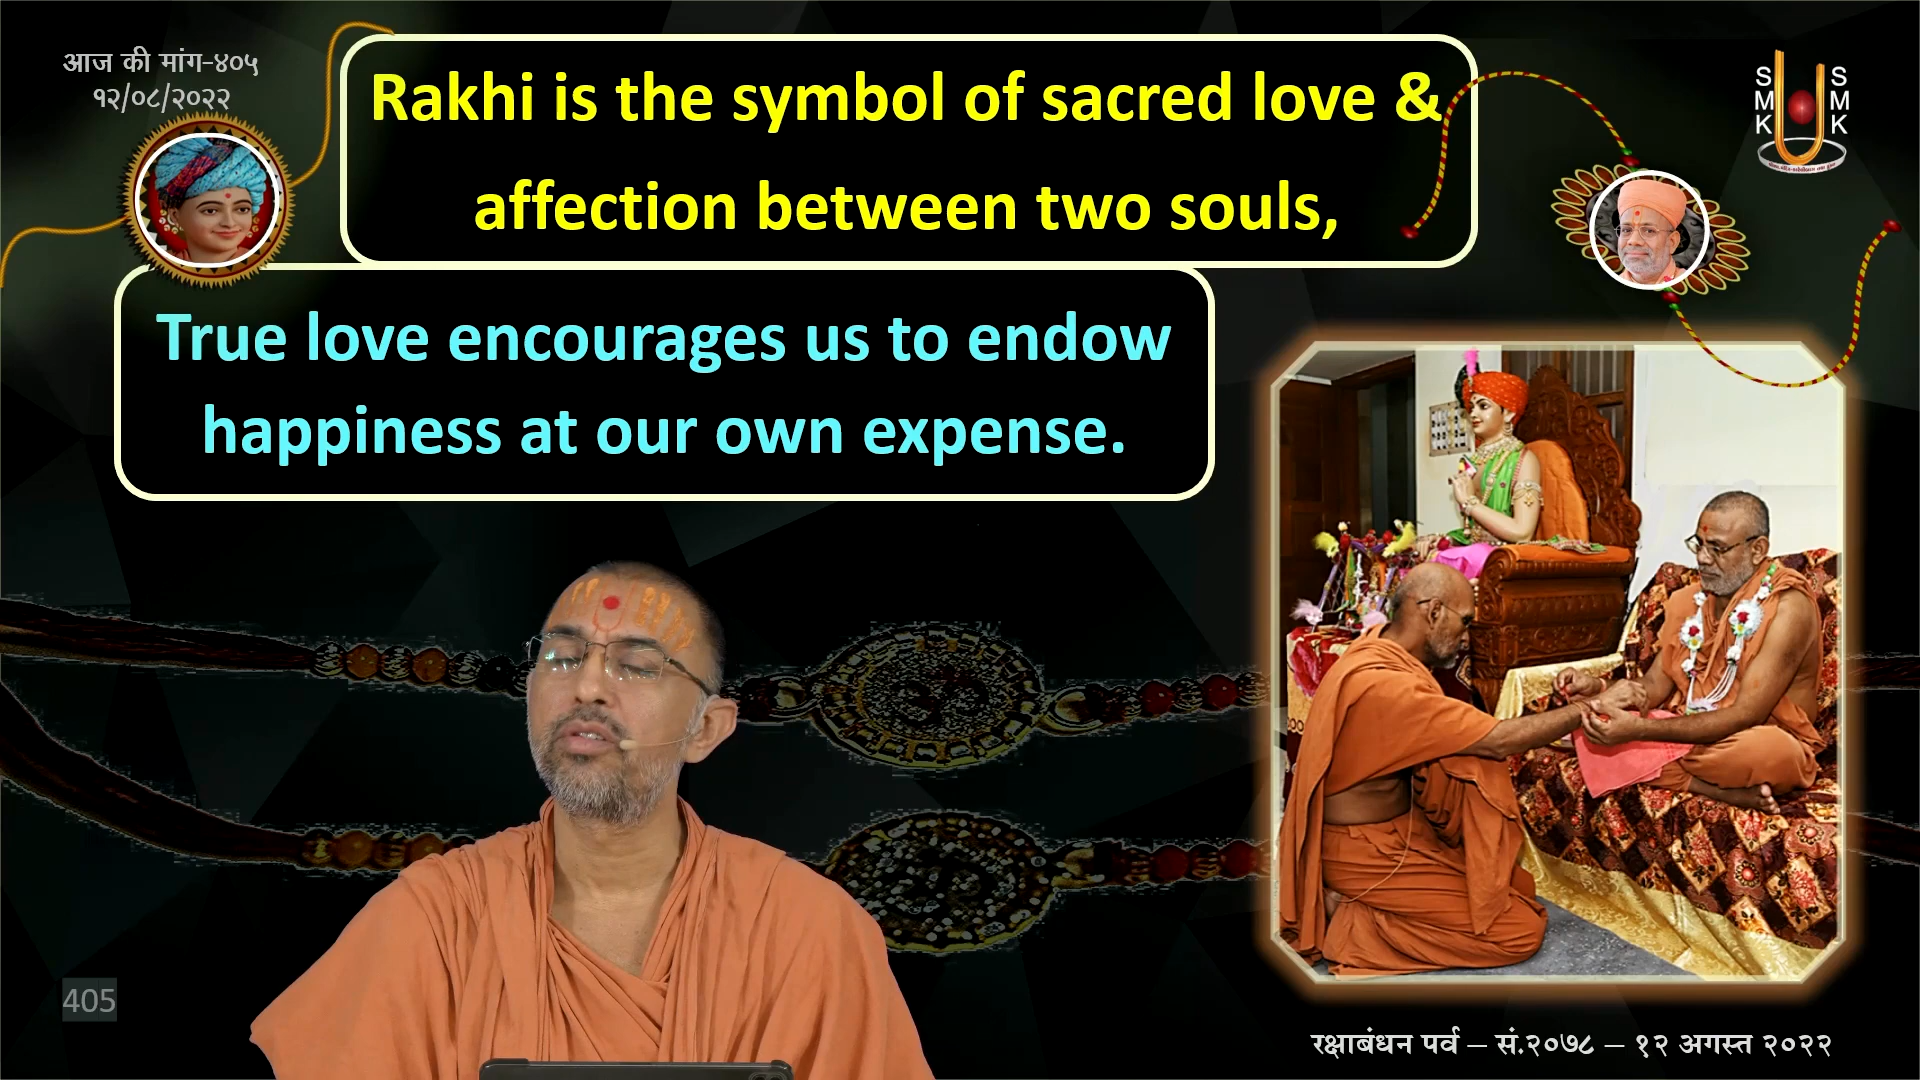 आज की मांग-४०५
१२/०८/२०२२
Rakhi is the symbol of sacred love &
affection between two souls,
True love encourages us to endow
happiness at our own expense.
S S
M M
K K
405
रक्षाबंधन पर्व – सं.२०७८ – १२ अगस्त २०२२